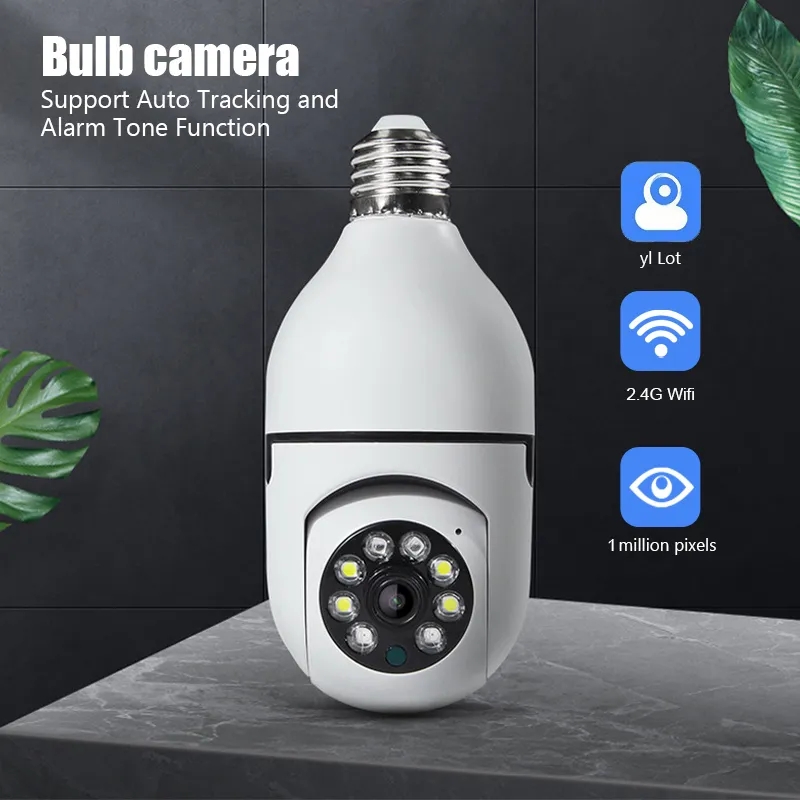 Bulb camera
Support Auto Tracking and
Alarm Tone Function
yl Lot
2.4G Wifi
1 million pixels